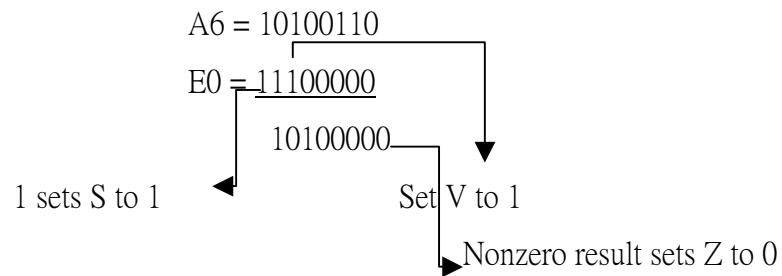 A6 = 10100110
E0 = 11100000
10100000
1 sets S to 1
Set V to 1
Nonzero result sets Z to 0